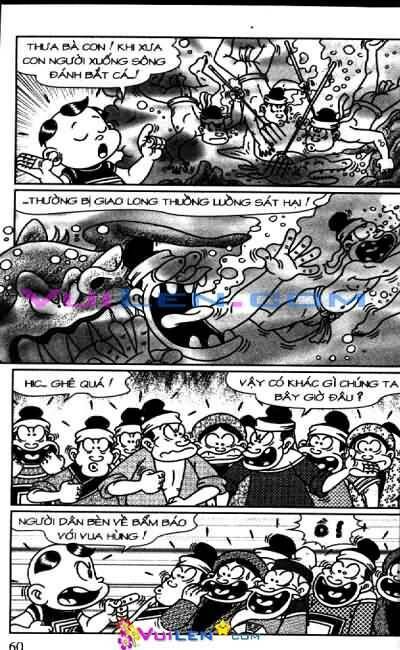 THƯA BÀ CON! KHI XƯA
CON NGƯỜI XUỐNG SÔNG
ĐÁNH BẮT CÁ...!
...THƯỜNG BỊ GIAO LONG THUỒNG LUỒNG SÁT HẠI!
VUILEN.COM
HIC... GHÊ QUÁ!
VẬY CÓ KHÁC GÌ CHÚNG TA
BÂY GIỜ ĐÂU?
NGƯỜI DÂN BÈN VỀ BẨM BÁO
VỚI VUA HÙNG!
Ồ!
60
VUILEN.COM